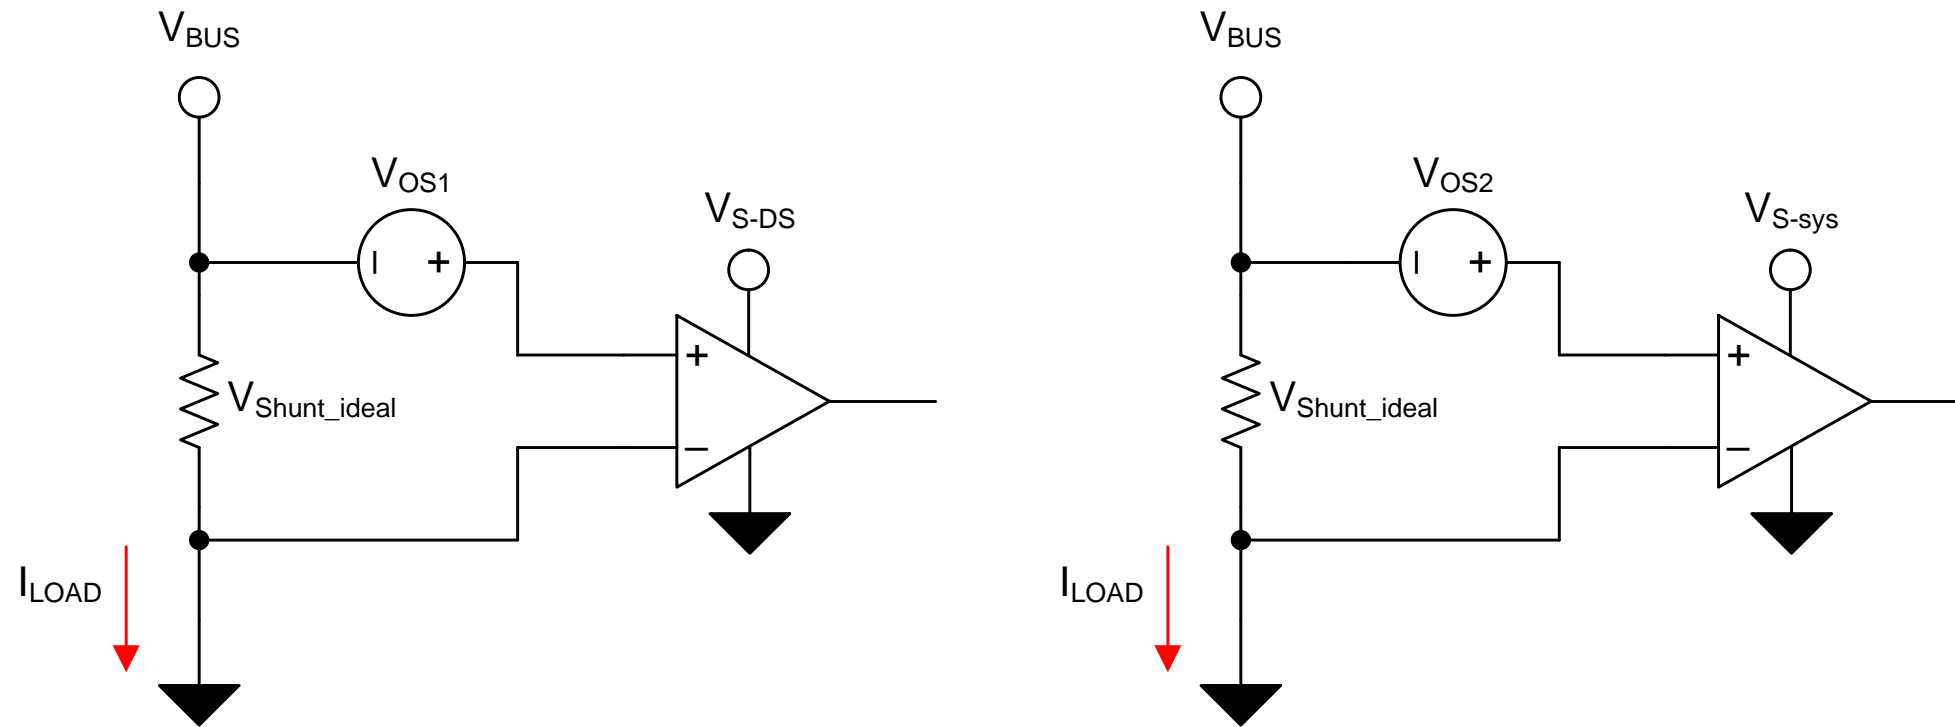 VBUS
VOS1
VS-DS
+
+
−
VShunt_ideal
ILOAD
VBUS
VOS2
VS-sys
+
+
−
VShunt_ideal
ILOAD